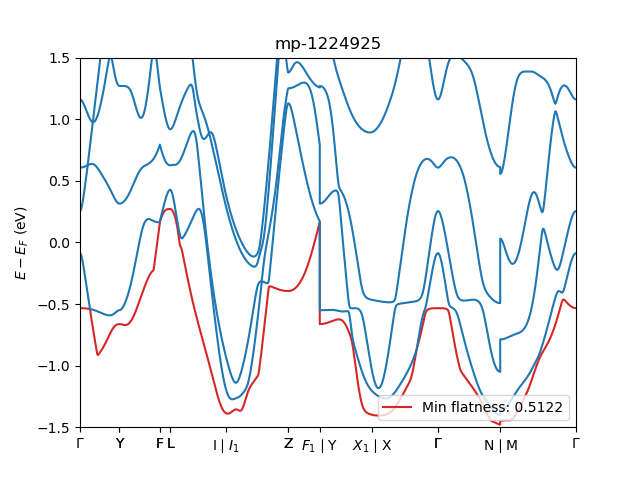 mp-1224925
E − E_F (eV)
1.5
1.0
0.5
0.0
−0.5
−1.0
−1.5
Γ Y F L I | I₁ Z F₁ | Y X₁ | X Γ N | M Γ
Min flatness: 0.5122